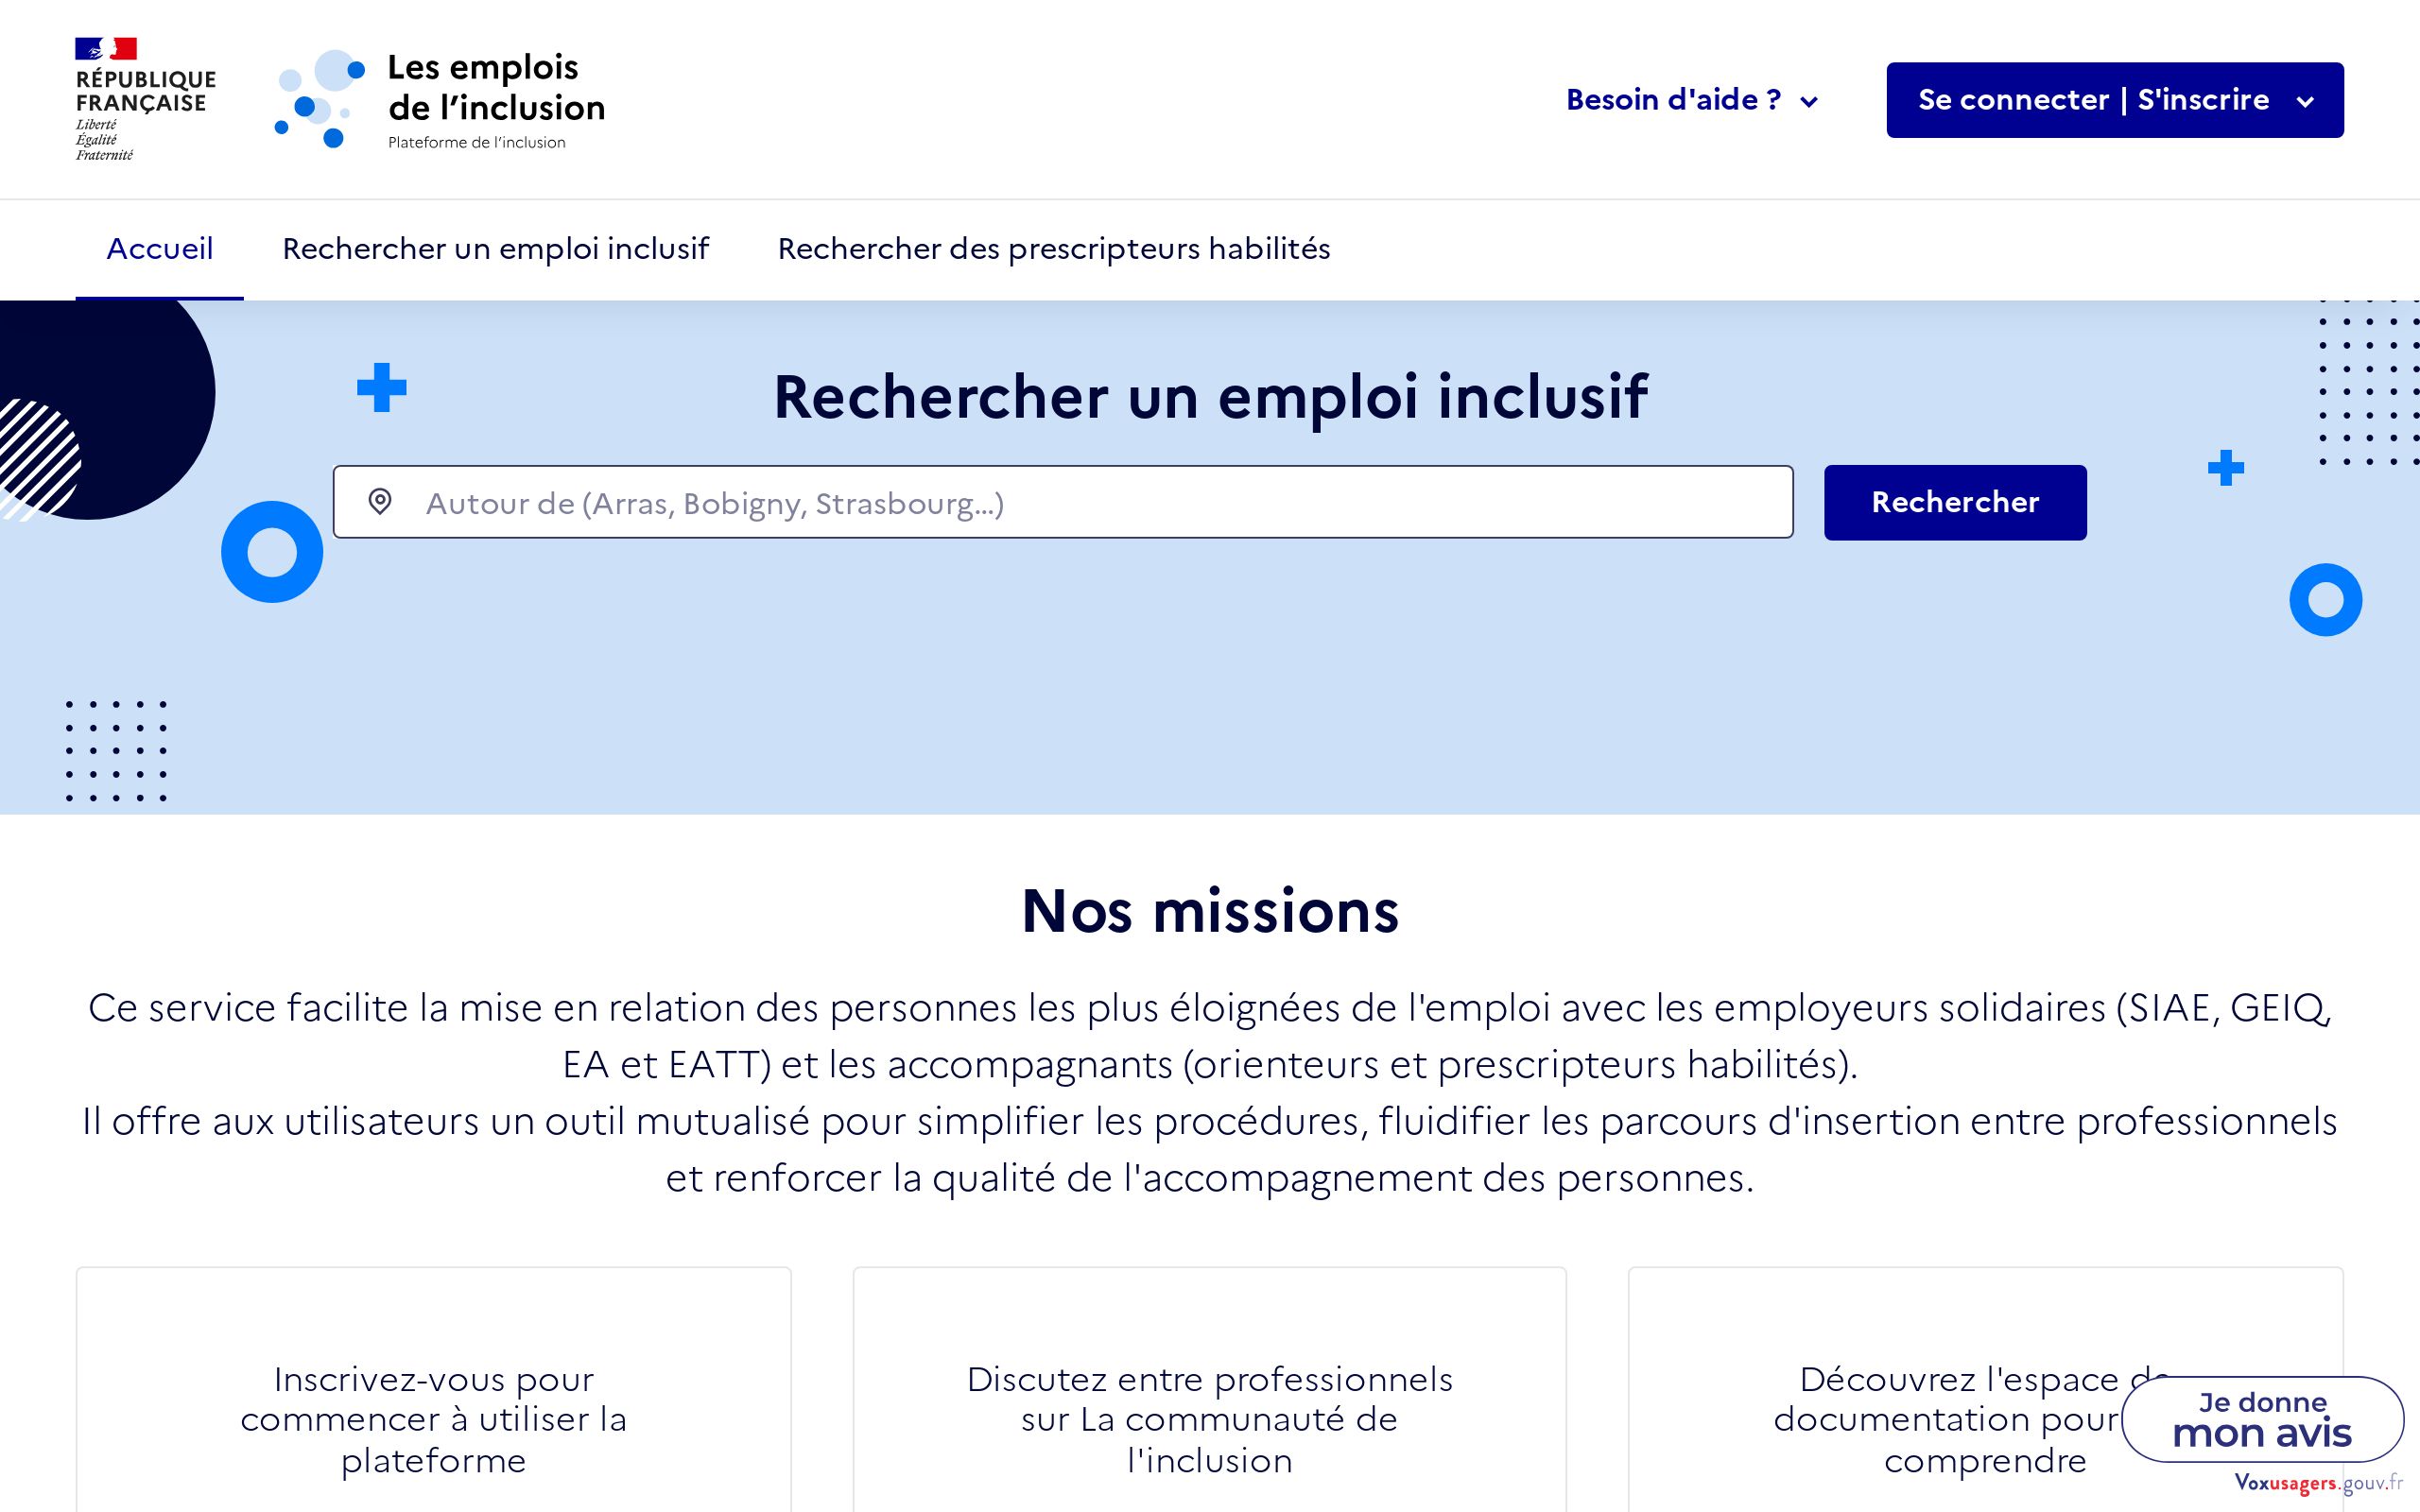 RÉPUBLIQUE
FRANÇAISE
Liberté
Égalité
Fraternité
Les emplois
de l’inclusion
Plateforme de l’inclusion
Besoin d'aide ?
Se connecter | S'inscrire
Accueil
Rechercher un emploi inclusif
Rechercher des prescripteurs habilités
Rechercher un emploi inclusif
Autour de (Arras, Bobigny, Strasbourg…)
Rechercher
Nos missions
Ce service facilite la mise en relation des personnes les plus éloignées de l'emploi avec les employeurs solidaires (SIAE, GEIQ,
EA et EATT) et les accompagnants (orienteurs et prescripteurs habilités).
Il offre aux utilisateurs un outil mutualisé pour simplifier les procédures, fluidifier les parcours d'insertion entre professionnels
et renforcer la qualité de l'accompagnement des personnes.
Inscrivez-vous pour
commencer à utiliser la
plateforme
Discutez entre professionnels
sur La communauté de
l'inclusion
Découvrez l'espace de
documentation pour
comprendre
Je donne
mon avis
Voxusagers.gouv.fr